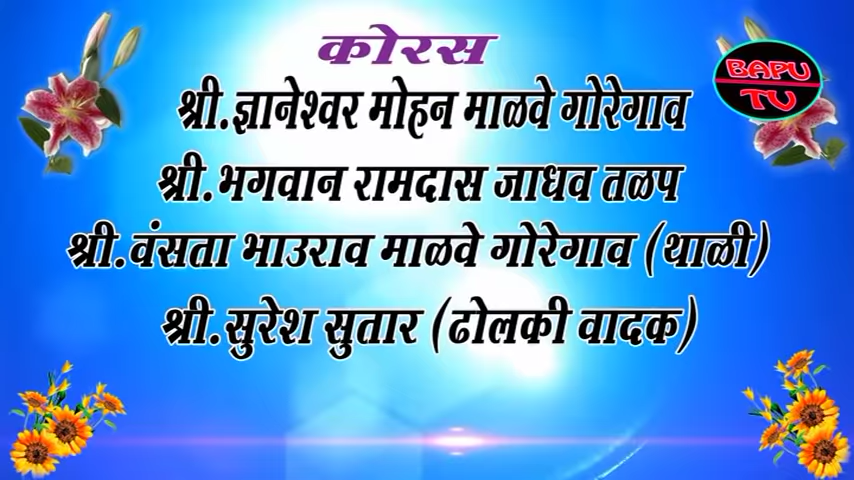 कोरस
BAPU
TV
श्री.ज्ञानेश्वर मोहन माळवे गोरेगाव
श्री.भगवान रामदास जाधव तळप
श्री.वंसता भाउराव माळवे गोरेगाव (थाळी)
श्री.सुरेश सुतार (ढोलकी वादक)